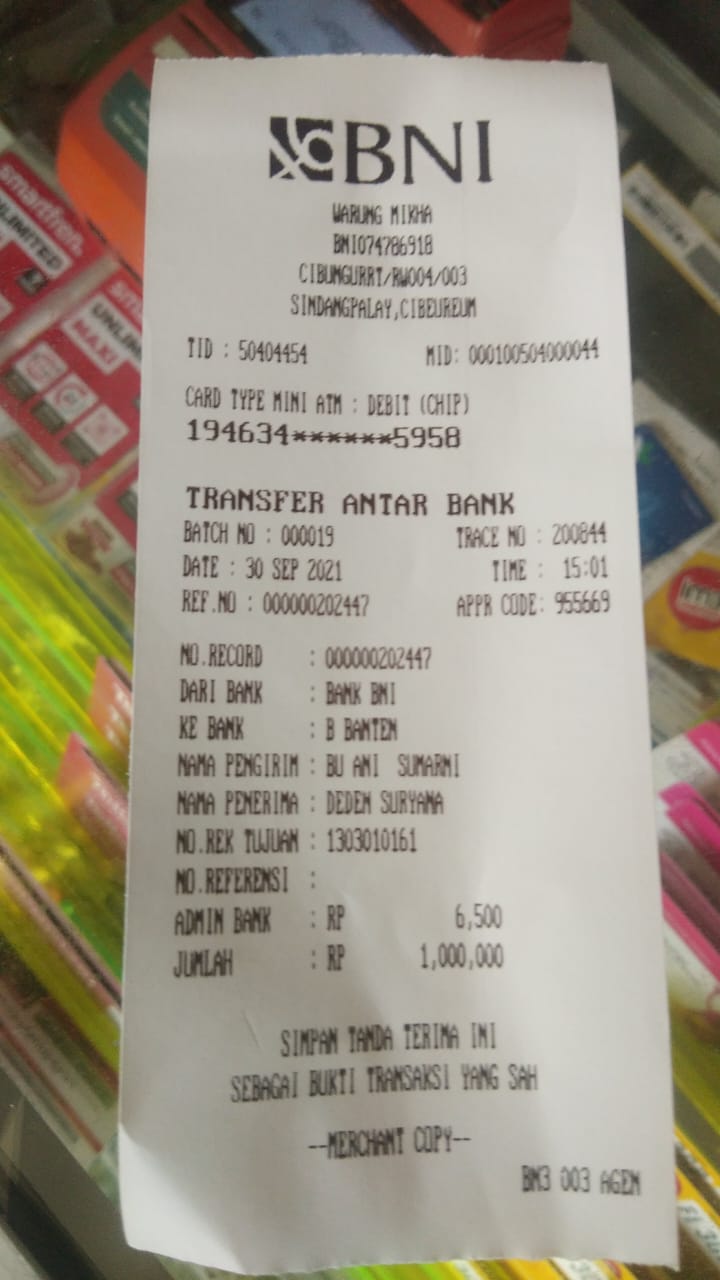 BNI
WARUNG MIKHA
BNI074786918
CIBUNGURRT/RW004/003
SINDANGPALAY,CIBEUREUM
TID : 50404454 MID: 000100504000044
CARD TYPE MINI ATM : DEBIT (CHIP)
194634******5958
TRANSFER ANTAR BANK
BATCH NO : 000019 TRACE NO : 200844
DATE : 30 SEP 2021 TIME : 15:01
REF.NO : 000000202447 APPR CODE: 955669
NO.RECORD : 000000202447
DARI BANK : BANK BNI
KE BANK : B BANTEN
NAMA PENGIRIM : BU ANI SUMARNI
NAMA PENERIMA : DEDEN SURYANA
NO.REK TUJUAN : 1303010161
NO.REFERENSI :
ADMIN BANK : RP 6,500
JUMLAH : RP 1,000,000
SIMPAN TANDA TERIMA INI
SEBAGAI BUKTI TRANSAKSI YANG SAH
--MERCHANT COPY--
BM3 003 AGEN
smartfren.
UNLIMITED
MAXI